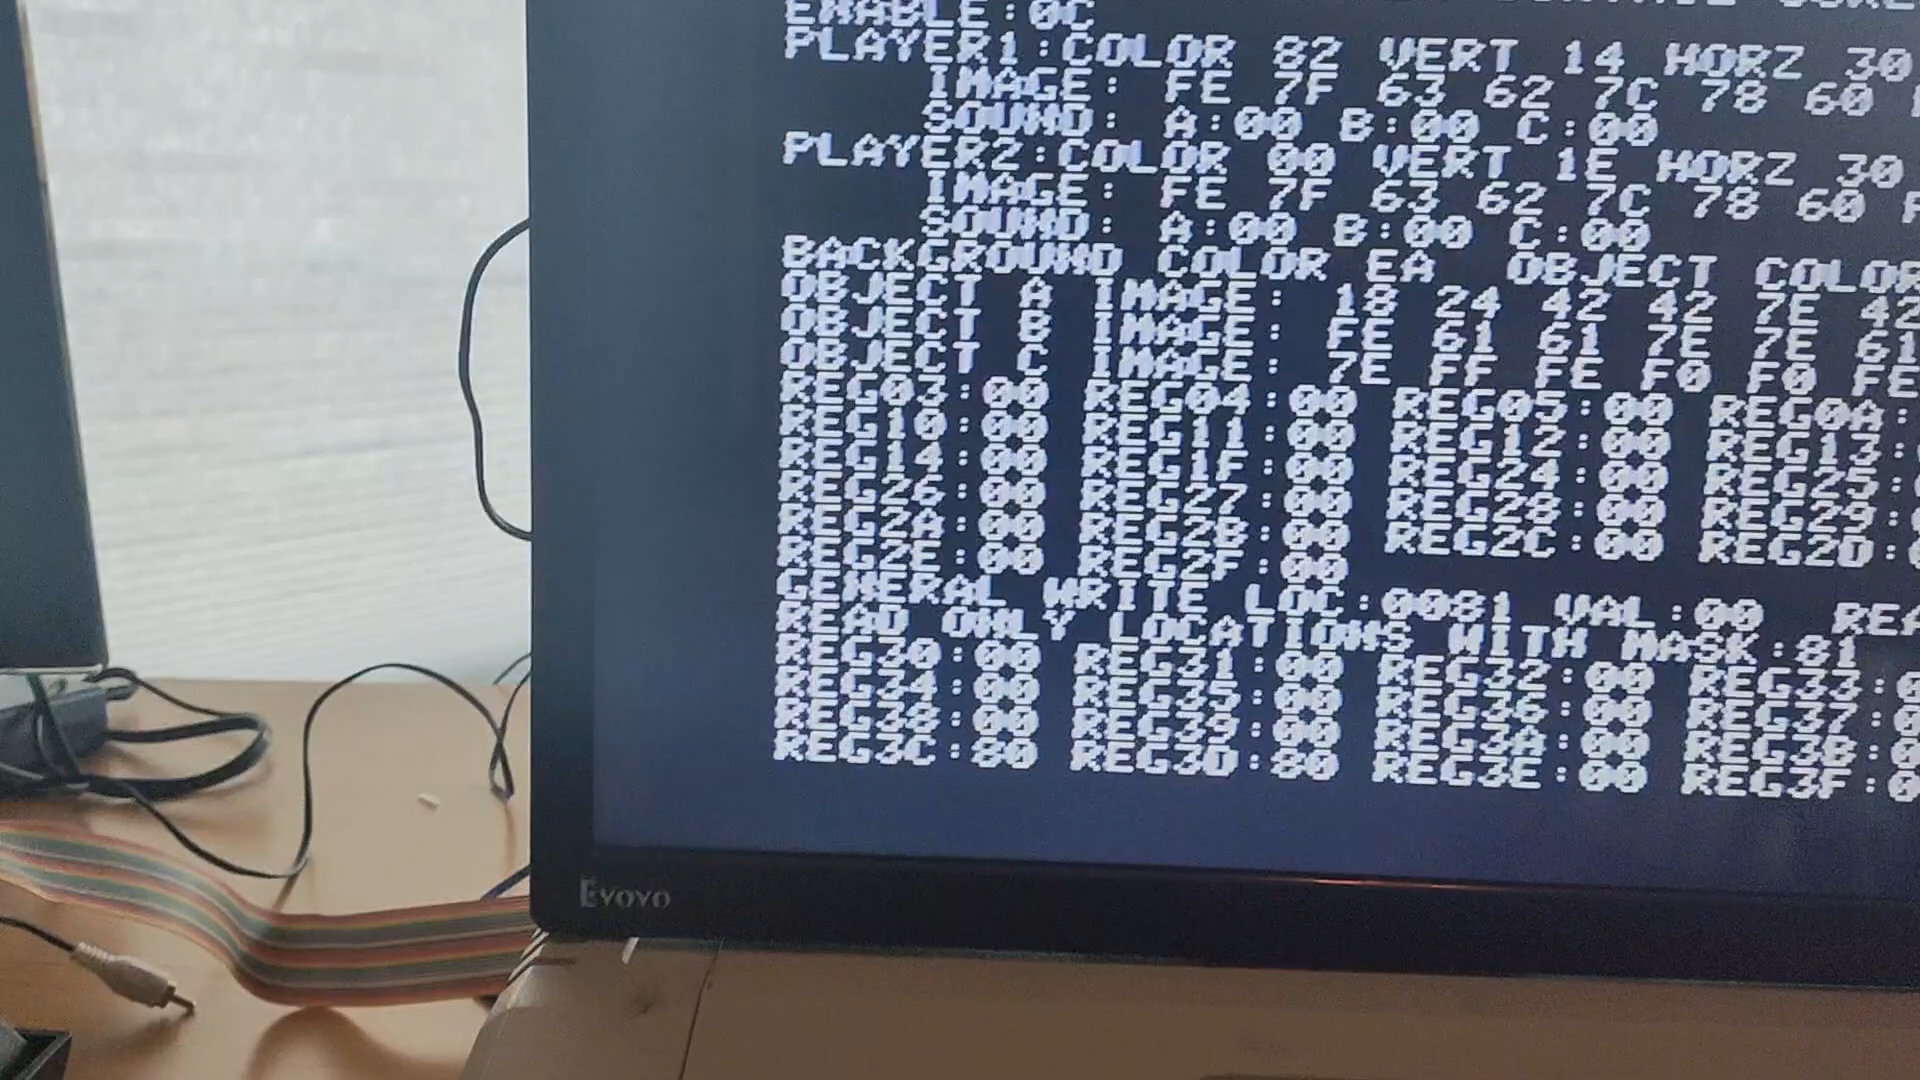 ENABLE:0C
PLAYER1:COLOR 82 VERT 14 HORZ 30
IMAGE: FE 7F 63 62 7C 78 60
SOUND: A:00 B:00 C:00
PLAYER2:COLOR 00 VERT 1E HORZ 30
IMAGE: FE 7F 63 62 7C 78 60
SOUND: A:00 B:00 C:00
BACKGROUND COLOR EA OBJECT COLOR
OBJECT A IMAGE: 18 24 42 42 7E 42
OBJECT B IMAGE: FE 61 61 7E 7E 61
OBJECT C IMAGE: 7E FF FE F0 F0 FE
REG03:00 REG04:00 REG05:00 REG0A:
REG10:00 REG11:00 REG12:00 REG13:
REG14:00 REG1F:00 REG24:00 REG25:
REG26:00 REG27:00 REG28:00 REG29:
REG2A:00 REG2B:00 REG2C:00 REG2D:
REG2E:00 REG2F:00
GENERAL WRITE LOC:0081 VAL:00
READ ONLY LOCATIONS WITH MASK:81
REG30:00 REG31:00 REG32:00 REG33:
REG34:00 REG35:00 REG36:00 REG37:
REG38:00 REG39:00 REG3A:00 REG3B:
REG3C:80 REG3D:80 REG3E:00 REG3F:
Evovo